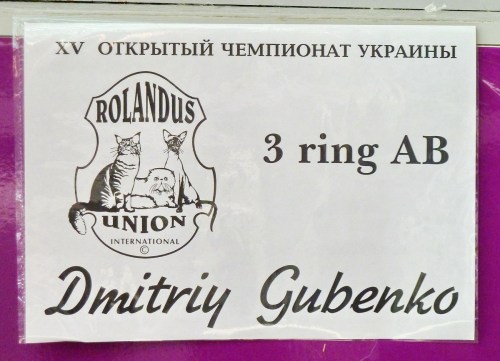 XV ОТКРЫТЫЙ ЧЕМПИОНАТ УКРАИНЫ
ROLANDUS
UNION
INTERNATIONAL
©
3 ring AB
Dmitriy Gubenko